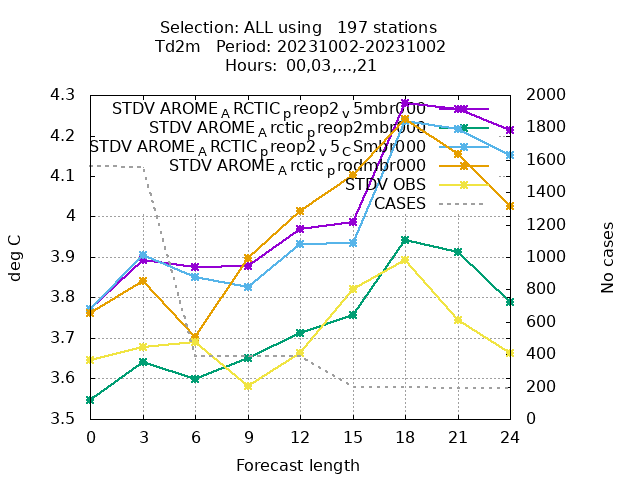 Selection: ALL using   197 stations
Td2m   Period: 20231002-20231002
Hours: 00,03,...,21
STDV AROME_ARCTIC_preop2_v5mbr000
STDV AROME_Arctic_preop2mbr000
STDV AROME_ARCTIC_preop2_v5_CSmbr000
STDV AROME_Arctic_prodmbr000
STDV OBS
CASES
deg C
4.3
4.2
4.1
4
3.9
3.8
3.7
3.6
3.5
2000
1800
1600
1400
1200
1000
800
600
400
200
0
No cases
0 3 6 9 12 15 18 21 24
Forecast length